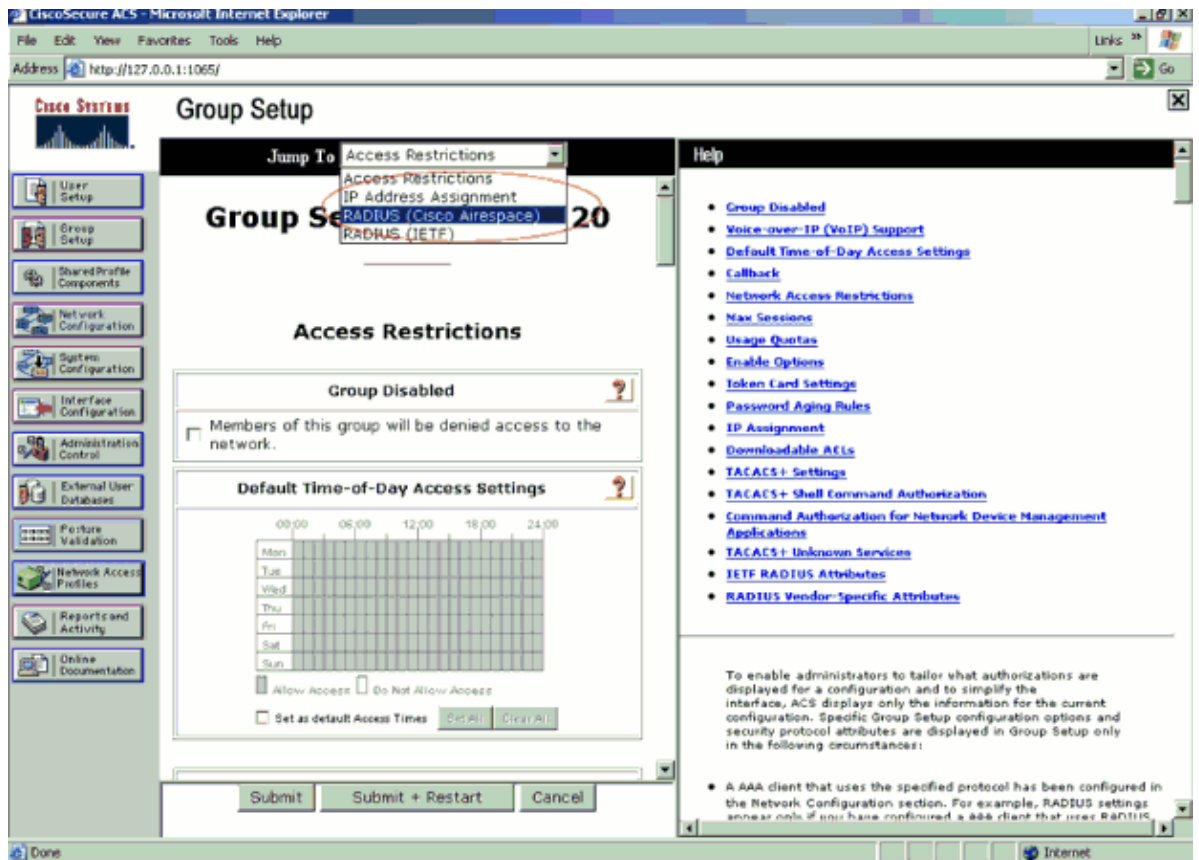 CiscoSecure ACS - Microsoft Internet Explorer
File Edit View Favorites Tools Help Links »
Address http://127.0.0.1:1065/ Go
CISCO SYSTEMS
Group Setup
Jump To Access Restrictions
Access Restrictions
IP Address Assignment
RADIUS (Cisco Airespace)
RADIUS (IETF)
Group Se 20
User Setup
Group Setup
Shared Profile Components
Network Configuration
System Configuration
Interface Configuration
Administration Control
External User Databases
Posture Validation
Network Access Profiles
Reports and Activity
Online Documentation
Access Restrictions
Group Disabled ?
Members of this group will be denied access to the
network.
Default Time-of-Day Access Settings ?
00:00 06:00 12:00 18:00 24:00
Mon
Tue
Wed
Thu
Fri
Sat
Sun
Allow Access Do Not Allow Access
Set as default Access Times Set All Clear All
Submit Submit + Restart Cancel
Help
Group Disabled
Voice-over-IP (VoIP) Support
Default Time-of-Day Access Settings
Callback
Network Access Restrictions
Max Sessions
Usage Quotas
Enable Options
Token Card Settings
Password Aging Rules
IP Assignment
Downloadable ACLs
TACACS+ Settings
TACACS+ Shell Command Authorization
Command Authorization for Network Device Management
Applications
TACACS+ Unknown Services
IETF RADIUS Attributes
RADIUS Vendor-Specific Attributes
To enable administrators to tailor what authorizations are
displayed for a configuration and to simplify the
interface, ACS displays only the information for the current
configuration. Specific Group Setup configuration options and
security protocol attributes are displayed in Group Setup only
in the following circumstances:
A AAA client that uses the specified protocol has been configured in
the Network Configuration section. For example, RADIUS settings
appear only if you have configured a AAA client that uses RADIUS.
Done Internet